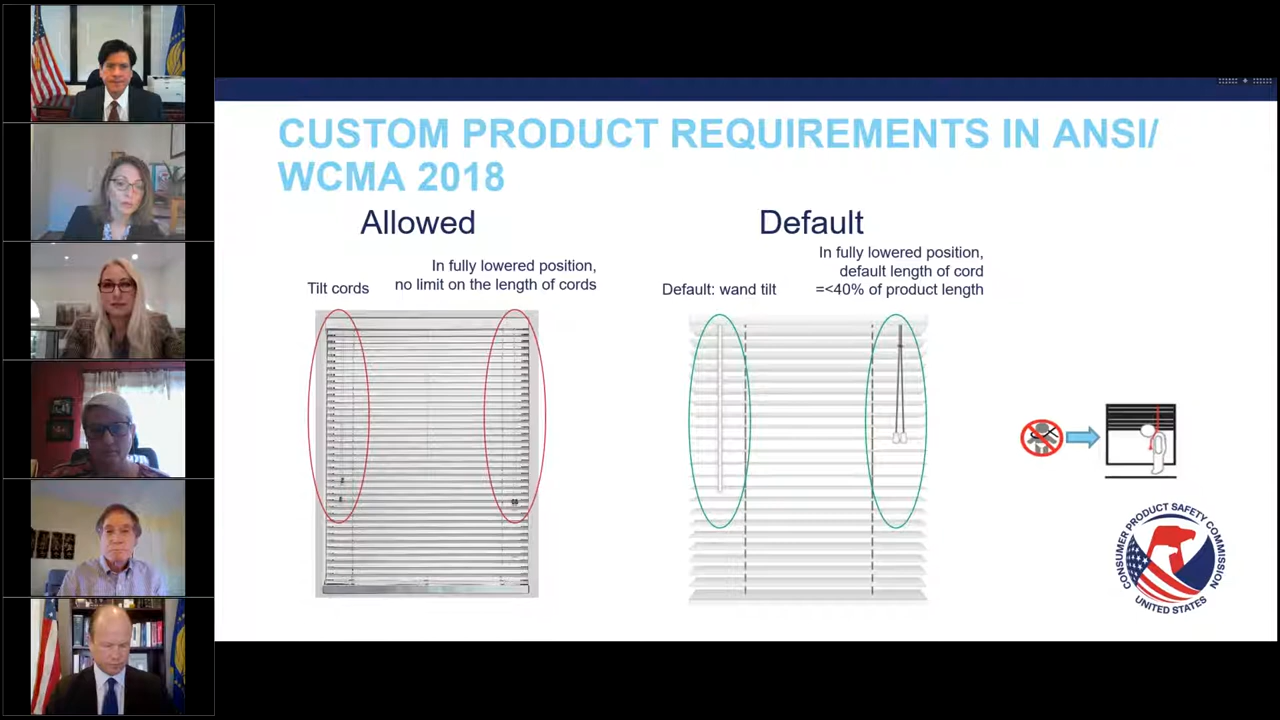 CUSTOM PRODUCT REQUIREMENTS IN ANSI/
WCMA 2018
Allowed
Default
In fully lowered position,
no limit on the length of cords
Tilt cords
In fully lowered position,
default length of cord
=<40% of product length
Default: wand tilt
CONSUMER PRODUCT SAFETY COMMISSION
UNITED STATES